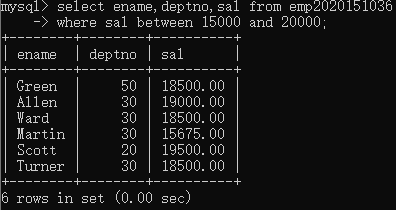 mysql> select ename,deptno,sal from emp2020151036
    -> where sal between 15000 and 20000;
+--------+--------+----------+
| ename  | deptno | sal      |
+--------+--------+----------+
| Green  |     50 | 18500.00 |
| Allen  |     30 | 19000.00 |
| Ward   |     30 | 18500.00 |
| Martin |     30 | 15675.00 |
| Scott  |     20 | 19500.00 |
| Turner |     30 | 18500.00 |
+--------+--------+----------+
6 rows in set (0.00 sec)